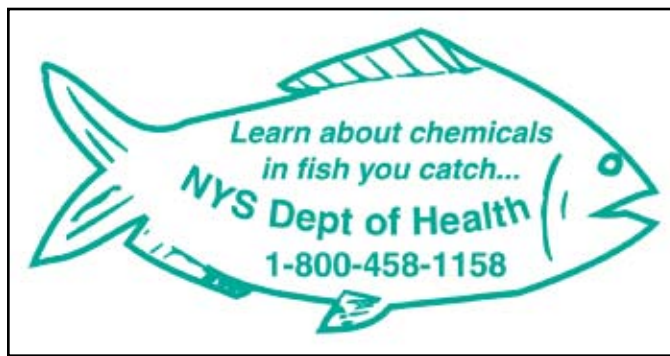 Learn about chemicals
in fish you catch...
NYS Dept of Health
1-800-458-1158